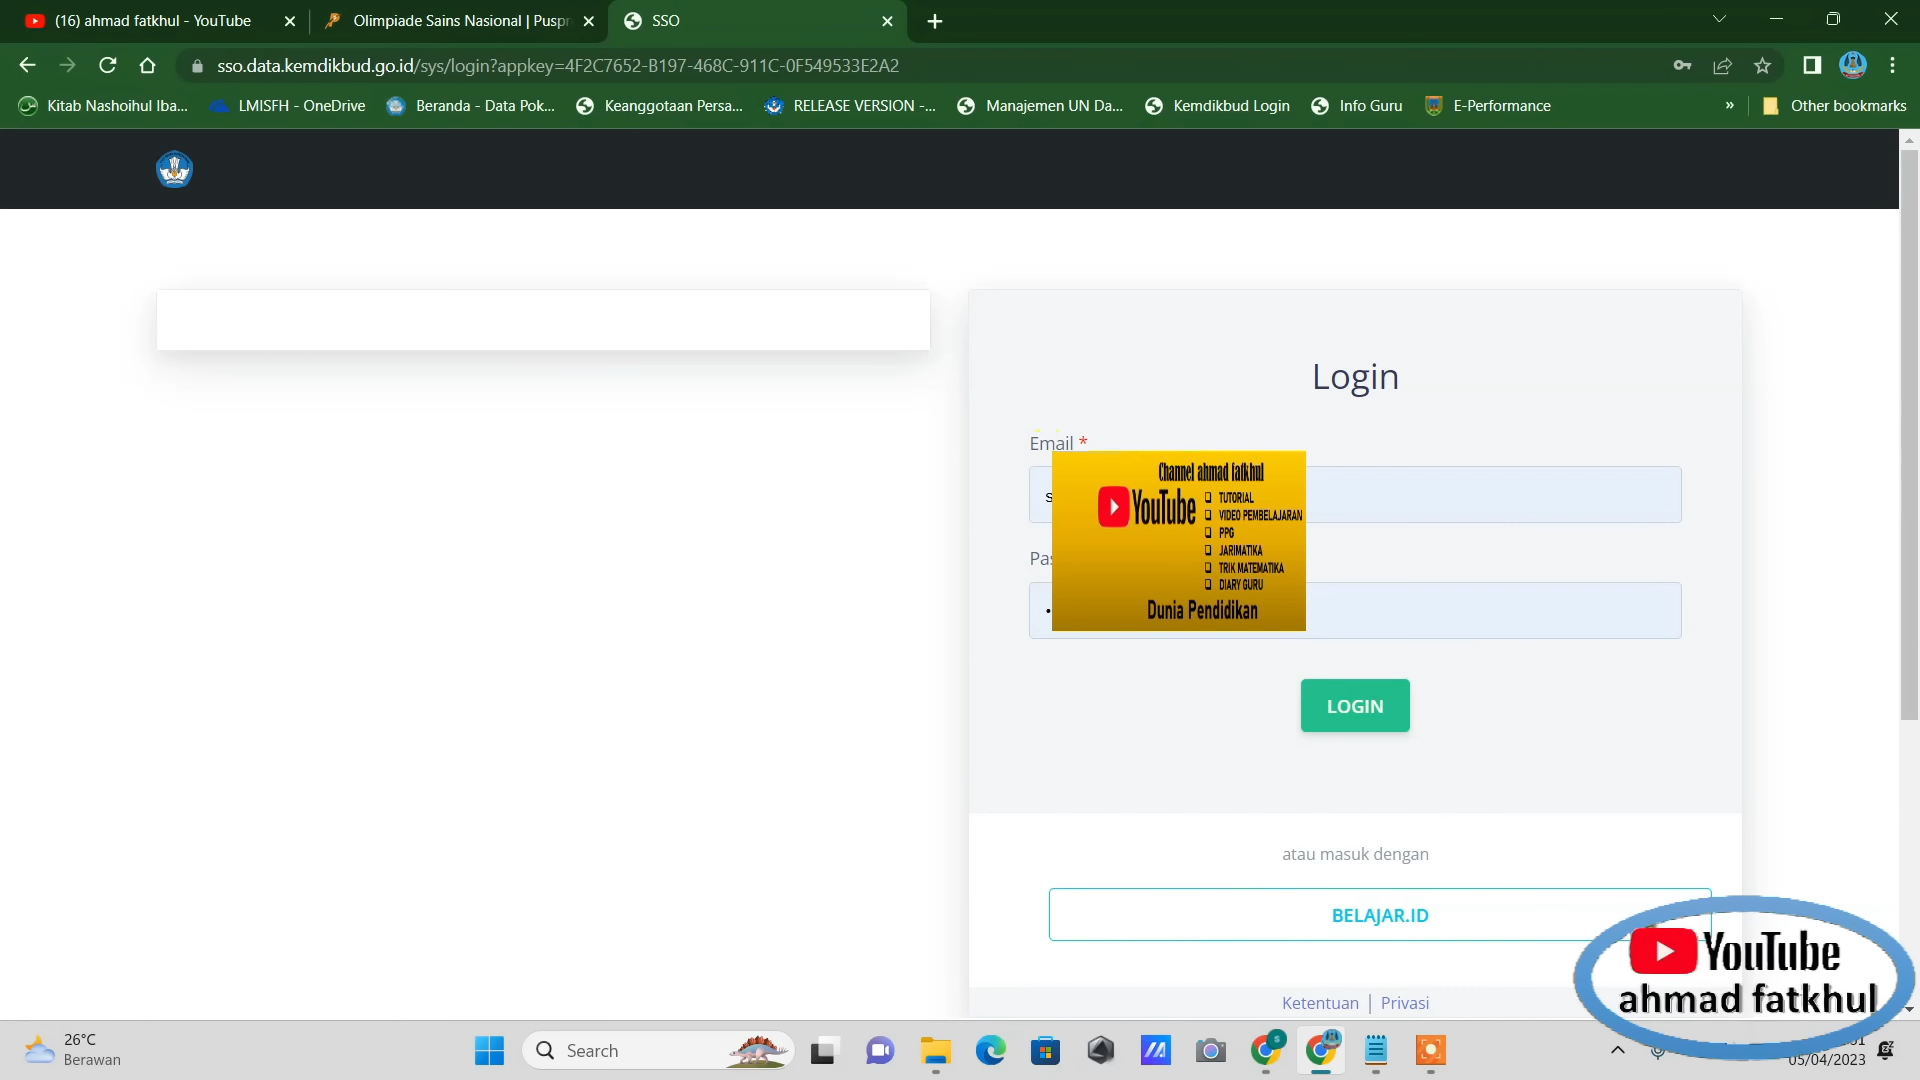 (16) ahmad fatkhul - YouTube
Olimpiade Sains Nasional | Puspr
SSO
sso.data.kemdikbud.go.id/sys/login?appkey=4F2C7652-B197-468C-911C-0F549533E2A2
Kitab Nashoihul Iba...
LMISFH - OneDrive
Beranda - Data Pok...
Keanggotaan Persa...
RELEASE VERSION -...
Manajemen UN Da...
Kemdikbud Login
Info Guru
E-Performance
»
Other bookmarks
Login
Email *
s
Channel ahmad fatkhul
YouTube
TUTORIAL
VIDEO PEMBELAJARAN
PPG
JARIMATIKA
TRIK MATEMATIKA
DIARY GURU
Dunia Pendidikan
Pas
LOGIN
atau masuk dengan
BELAJAR.ID
Ketentuan | Privasi
YouTube
ahmad fatkhul
26°C
Berawan
Search
05/04/2023